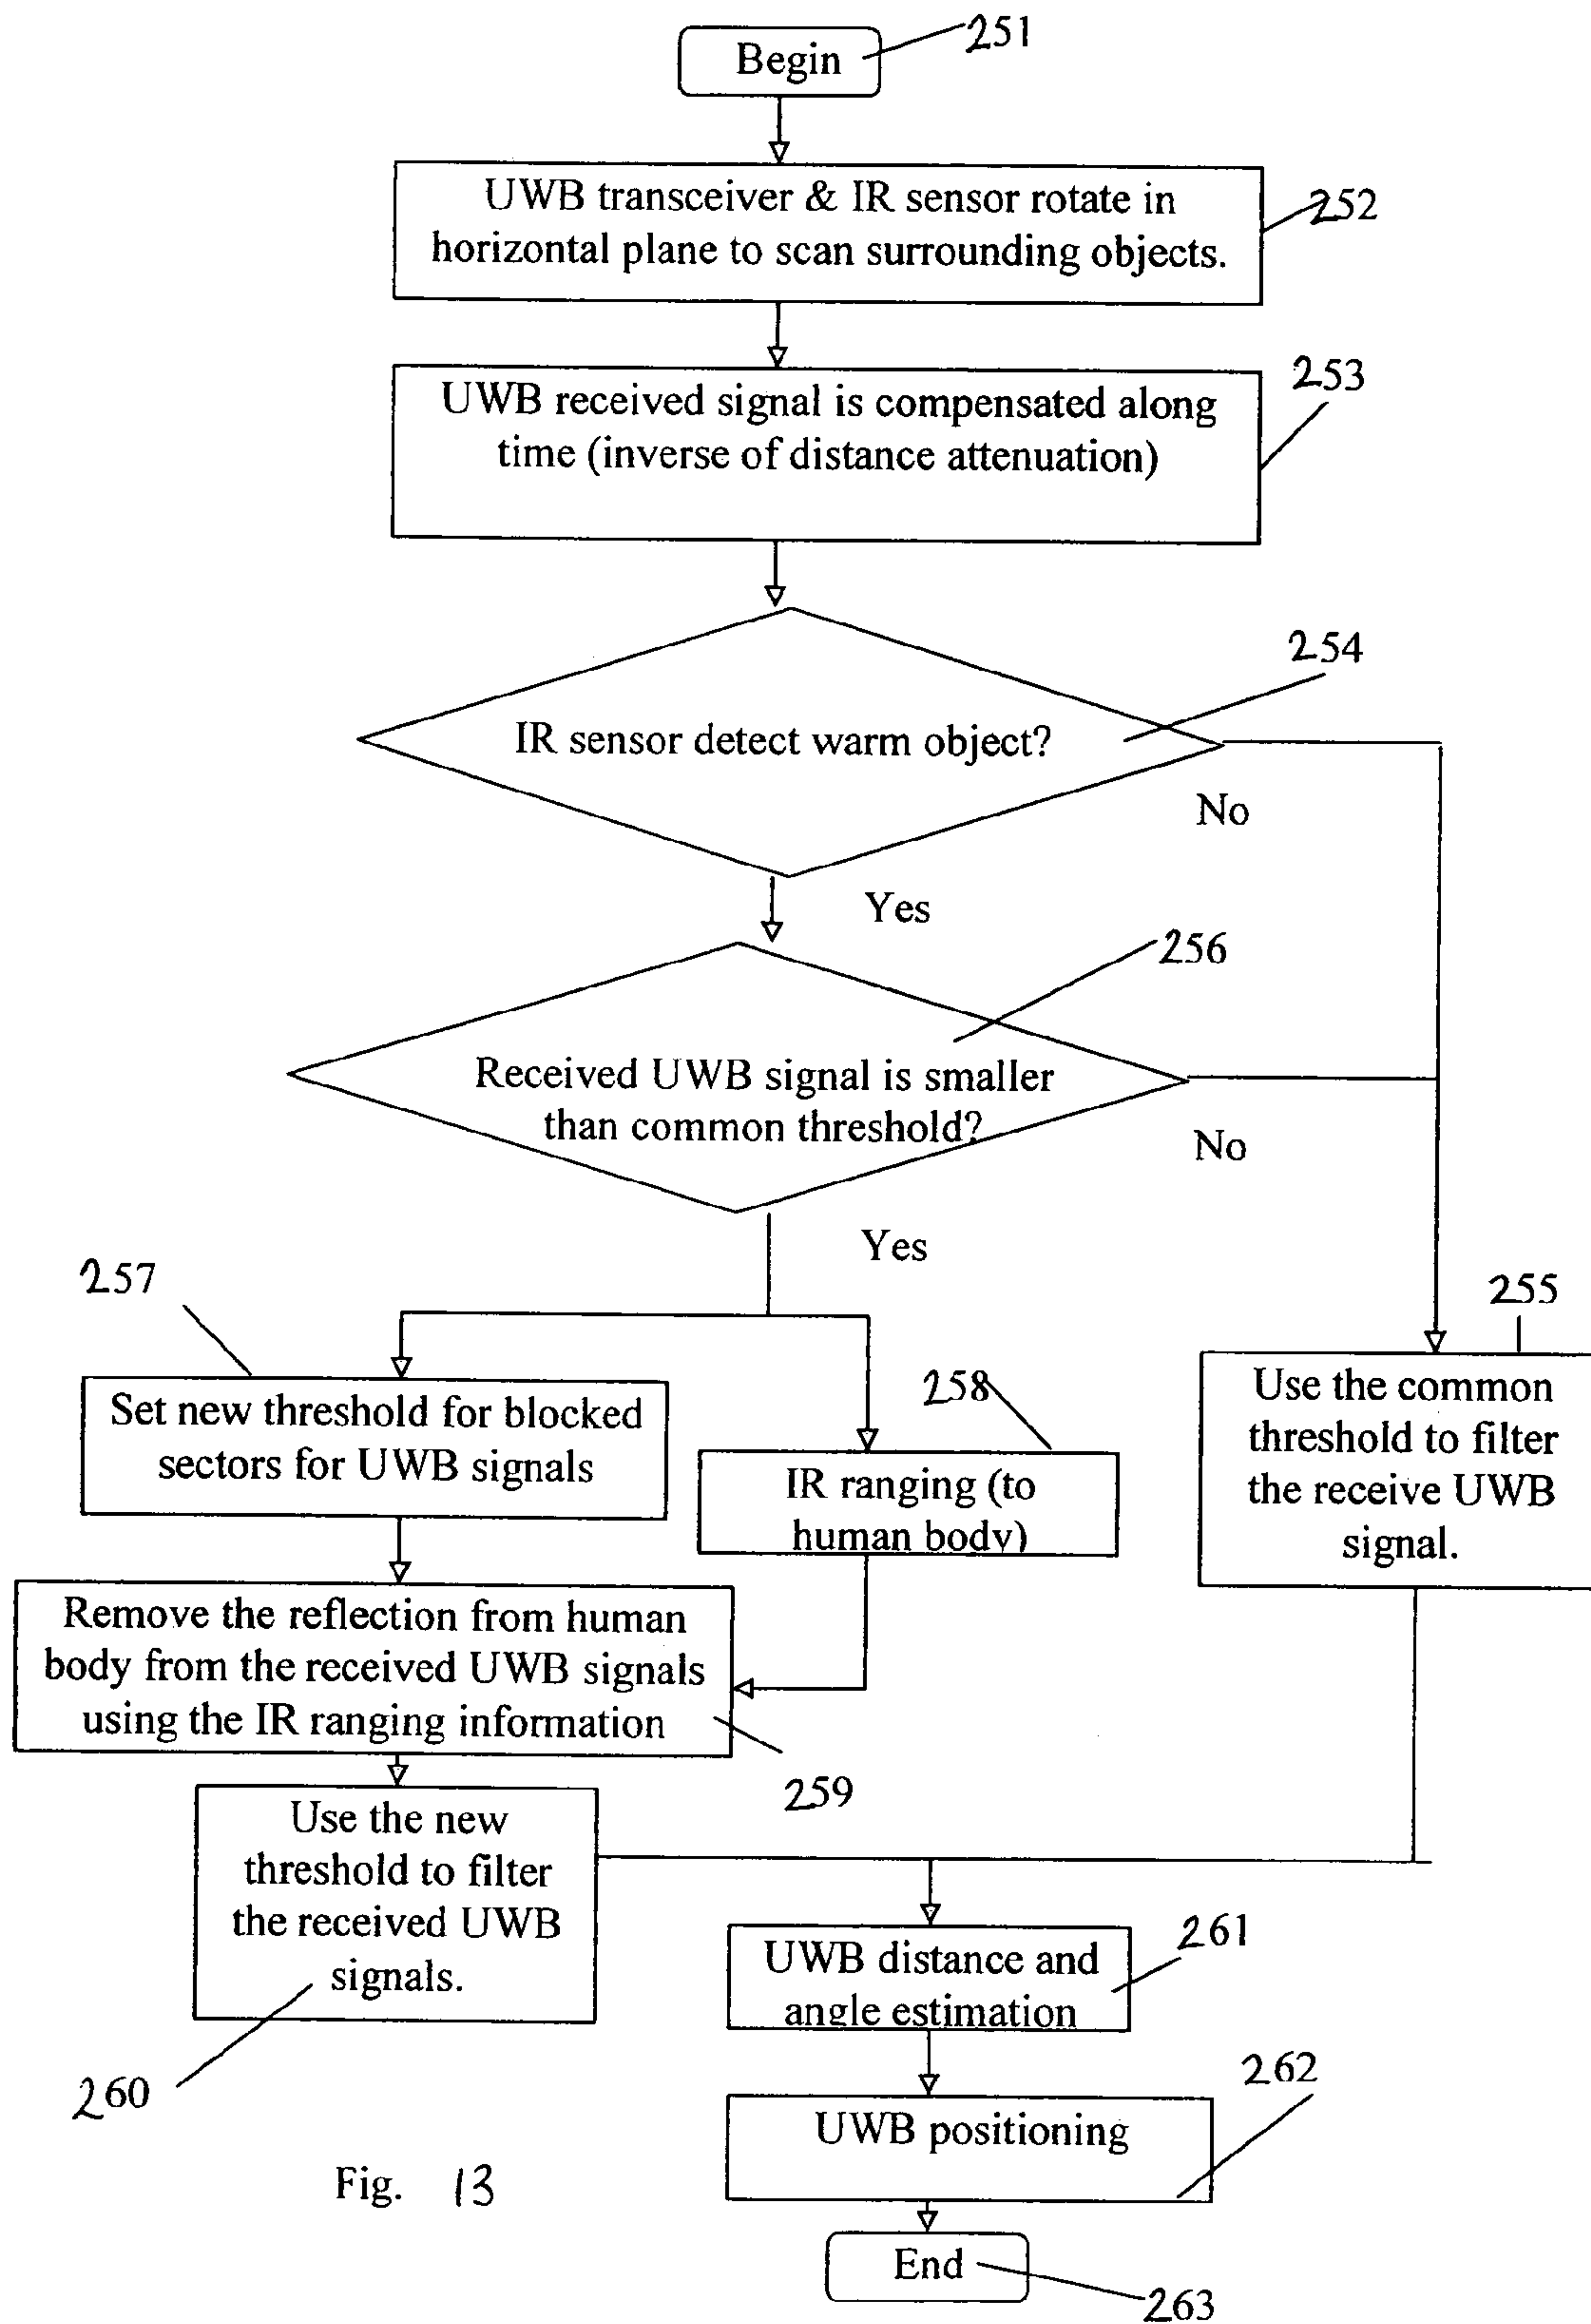 Begin
251
UWB transceiver & IR sensor rotate in
horizontal plane to scan surrounding objects.
252
UWB received signal is compensated along
time (inverse of distance attenuation)
253
IR sensor detect warm object?
254
No
Yes
Received UWB signal is smaller
than common threshold?
256
No
Yes
257
Set new threshold for blocked
sectors for UWB signals
258
IR ranging (to
human body)
255
Use the common
threshold to filter
the receive UWB
signal.
Remove the reflection from human
body from the received UWB signals
using the IR ranging information
259
Use the new
threshold to filter
the received UWB
signals.
260
UWB distance and
angle estimation
261
UWB positioning
262
End
263
Fig. 13